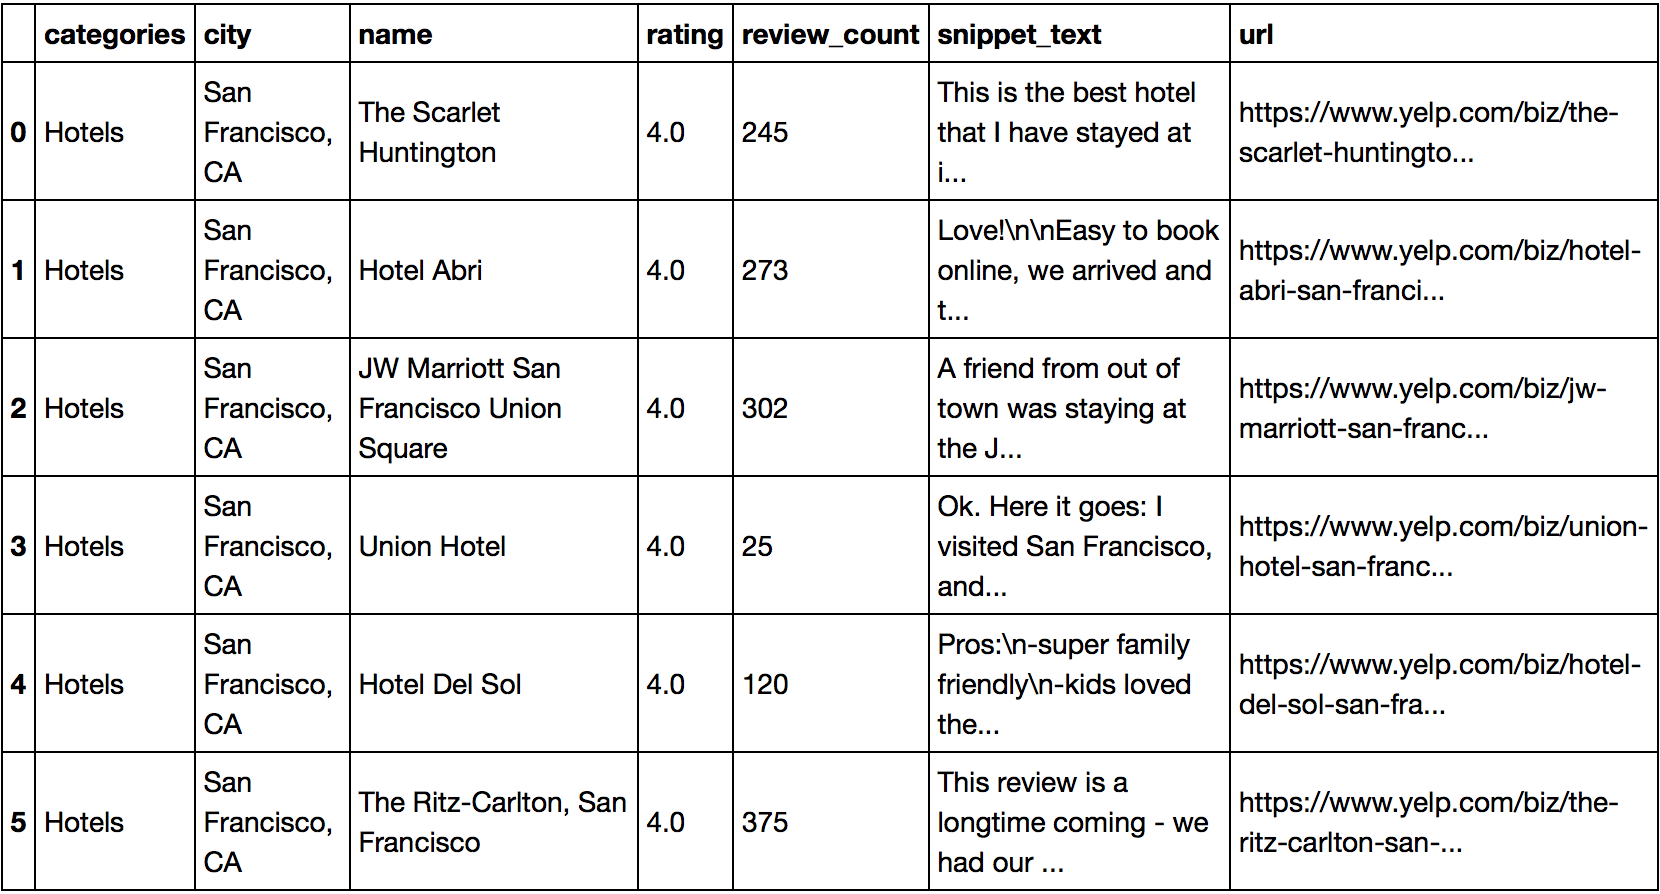 categories city name rating review_count snippet_text url
0 Hotels San Francisco, CA The Scarlet Huntington 4.0 245 This is the best hotel that I have stayed at i... https://www.yelp.com/biz/the-scarlet-huntingto...
1 Hotels San Francisco, CA Hotel Abri 4.0 273 Love!\n\nEasy to book online, we arrived and t... https://www.yelp.com/biz/hotel-abri-san-franci...
2 Hotels San Francisco, CA JW Marriott San Francisco Union Square 4.0 302 A friend from out of town was staying at the J... https://www.yelp.com/biz/jw-marriott-san-franc...
3 Hotels San Francisco, CA Union Hotel 4.0 25 Ok. Here it goes: I visited San Francisco, and... https://www.yelp.com/biz/union-hotel-san-franc...
4 Hotels San Francisco, CA Hotel Del Sol 4.0 120 Pros:\n-super family friendly\n-kids loved the... https://www.yelp.com/biz/hotel-del-sol-san-fra...
5 Hotels San Francisco, CA The Ritz-Carlton, San Francisco 4.0 375 This review is a longtime coming - we had our ... https://www.yelp.com/biz/the-ritz-carlton-san-...